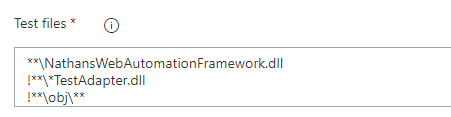 Test files *
**\NathansWebAutomationFramework.dll
!**\*TestAdapter.dll
!**\obj\**